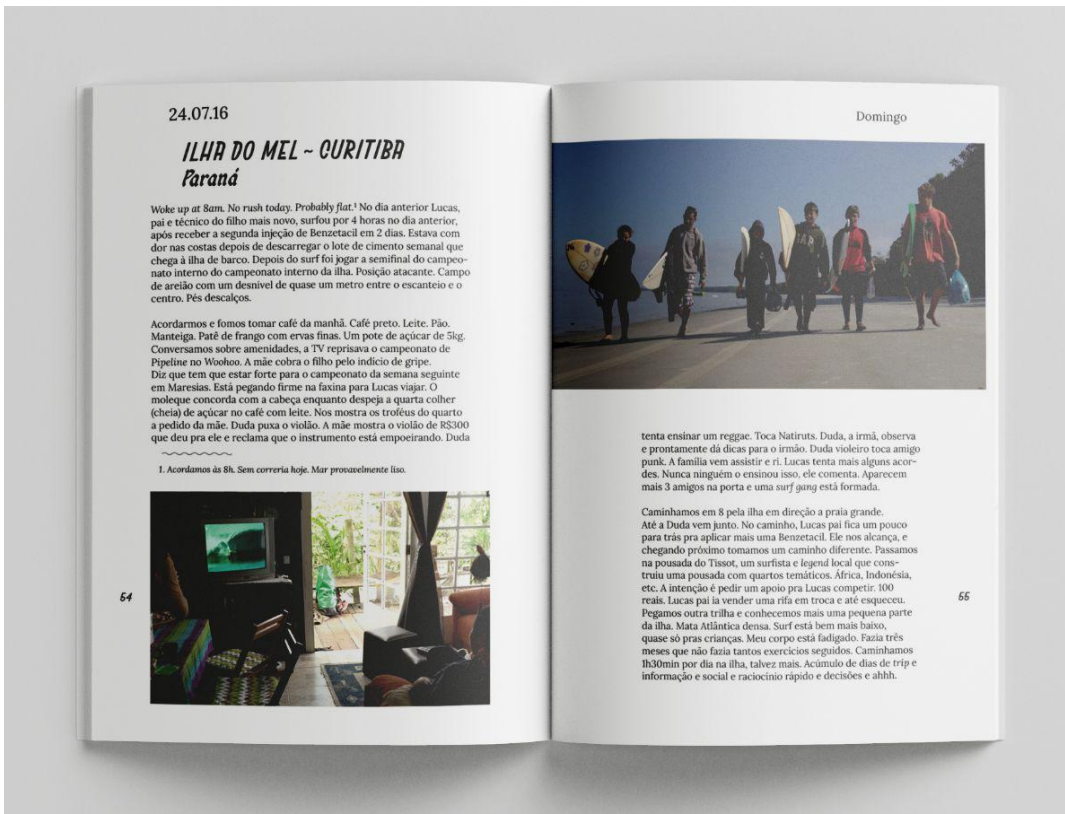 24.07.16
ILHA DO MEL ~ CURITIBA
Paraná
Woke up at 8am. No rush today. Probably flat.¹ No dia anterior Lucas,
pai e técnico do filho mais novo, surfou por 4 horas no dia anterior,
após receber a segunda injeção de Benzetacil em 2 dias. Estava com
dor nas costas depois de descarregar o lote de cimento semanal que
chega à ilha de barco. Depois do surf foi jogar a semifinal do campeo-
nato interno do campeonato interno da ilha. Posição atacante. Campo
de areião com um desnível de quase um metro entre o escanteio e o
centro. Pés descalços.
Acordarmos e fomos tomar café da manhã. Café preto. Leite. Pão.
Manteiga. Patê de frango com ervas finas. Um pote de açúcar de 5kg.
Conversamos sobre amenidades, a TV reprisava o campeonato de
Pipeline no Woohoo. A mãe cobra o filho pelo indício de gripe.
Diz que tem que estar forte para o campeonato da semana seguinte
em Maresias. Está pegando firme na faxina para Lucas viajar. O
moleque concorda com a cabeça enquanto despeja a quarta colher
(cheia) de açúcar no café com leite. Nos mostra os troféus do quarto
a pedido da mãe. Duda puxa o violão. A mãe mostra o violão de R$300
que deu pra ele e reclama que o instrumento está empoeirando. Duda
1. Acordamos às 8h. Sem correria hoje. Mar provavelmente liso.
54
Domingo
tenta ensinar um reggae. Toca Natiruts. Duda, a irmã, observa
e prontamente dá dicas para o irmão. Duda violeiro toca amigo
punk. A família vem assistir e ri. Lucas tenta mais alguns acor-
des. Nunca ninguém o ensinou isso, ele comenta. Aparecem
mais 3 amigos na porta e uma surf gang está formada.
Caminhamos em 8 pela ilha em direção a praia grande.
Até a Duda vem junto. No caminho, Lucas pai fica um pouco
para trás pra aplicar mais uma Benzetacil. Ele nos alcança, e
chegando próximo tomamos um caminho diferente. Passamos
na pousada do Tissot, um surfista e legend local que cons-
truiu uma pousada com quartos temáticos. África, Indonésia,
etc. A intenção é pedir um apoio pra Lucas competir. 100
reais. Lucas pai ia vender uma rifa em troca e até esqueceu.
Pegamos outra trilha e conhecemos mais uma pequena parte
da ilha. Mata Atlântica densa. Surf está bem mais baixo,
quase só pras crianças. Meu corpo está fadigado. Fazia três
meses que não fazia tantos exercícios seguidos. Caminhamos
1h30min por dia na ilha, talvez mais. Acúmulo de dias de trip e
informação e social e raciocínio rápido e decisões e ahhh.
55